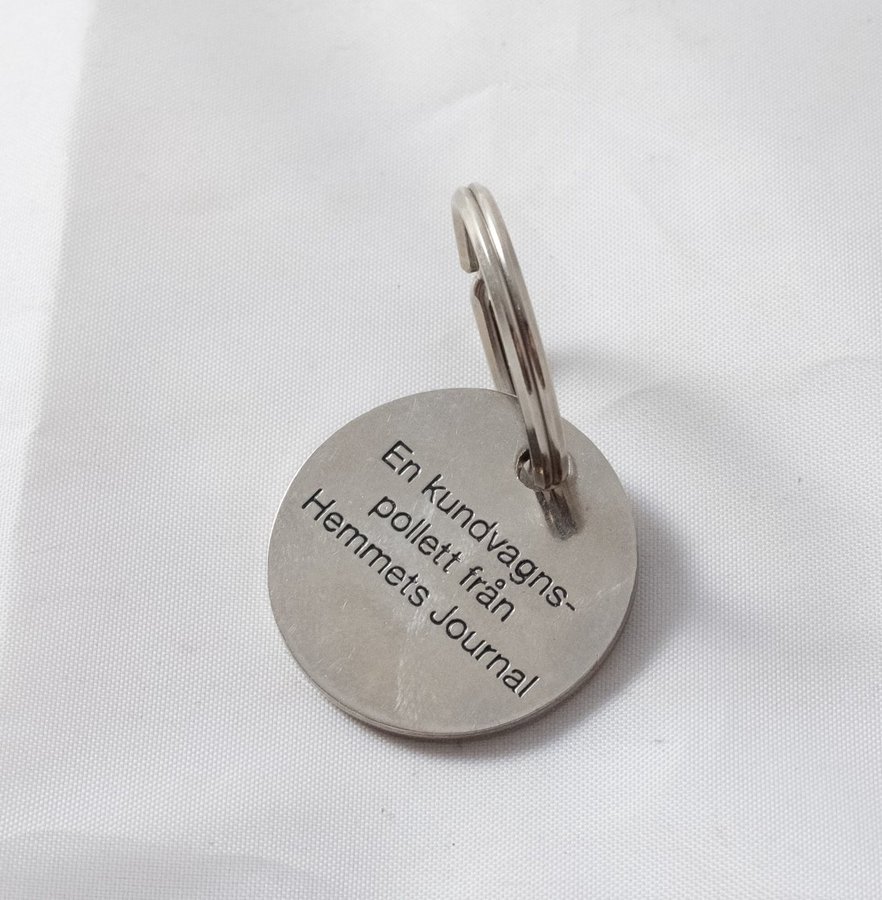 En kundvagns-
pollett från
Hemmets Journal